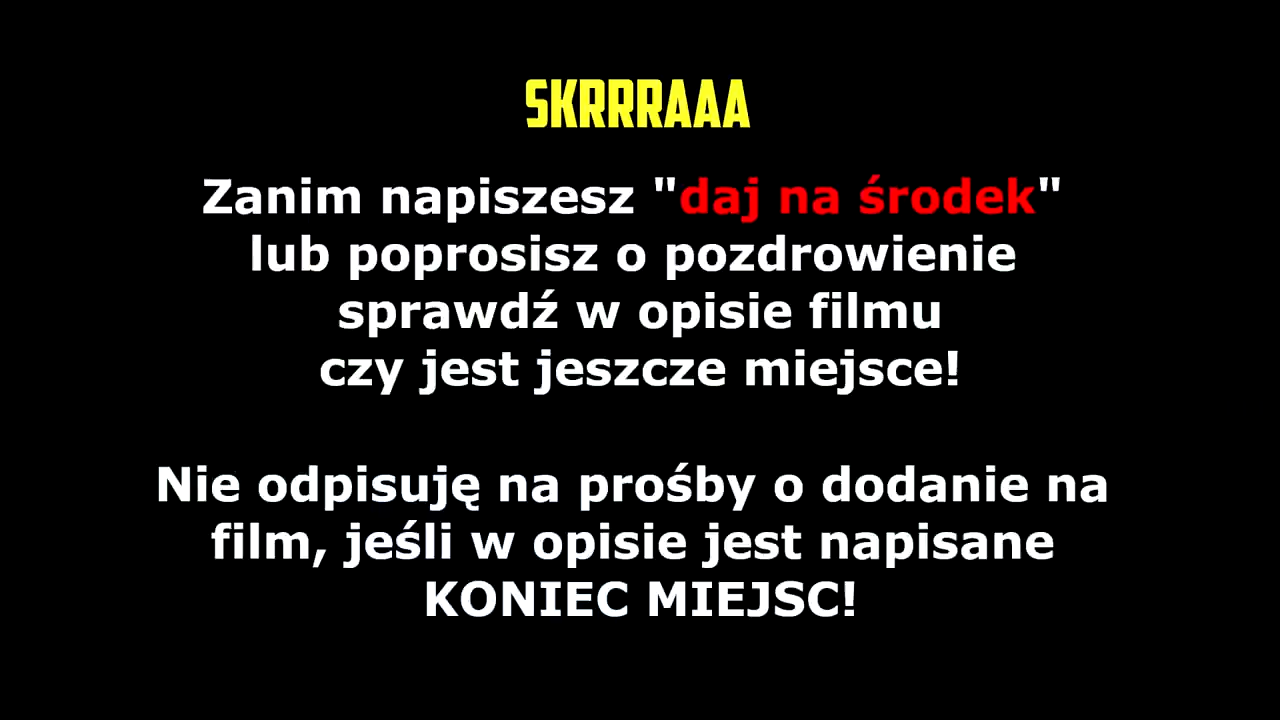 SKRRRAAA
Zanim napiszesz "daj na środek"
lub poprosisz o pozdrowienie
sprawdź w opisie filmu
czy jest jeszcze miejsce!
Nie odpisuję na prośby o dodanie na
film, jeśli w opisie jest napisane
KONIEC MIEJSC!